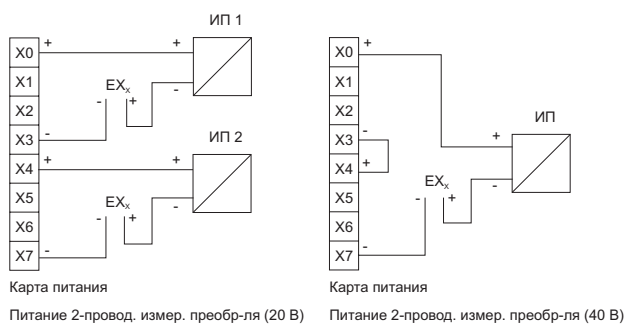 ИП 1
X0 + +
X1
EXx
X2 - + -
X3 -
ИП 2
X4 + +
X5
EXx
X6 - + -
X7 -
Карта питания
Питание 2-провод. измер. преобр-ля (20 В)
X0 +
X1
X2
ИП
X3 - +
X4 +
EXx
X5 - + -
X6
X7 -
Карта питания
Питание 2-провод. измер. преобр-ля (40 В)